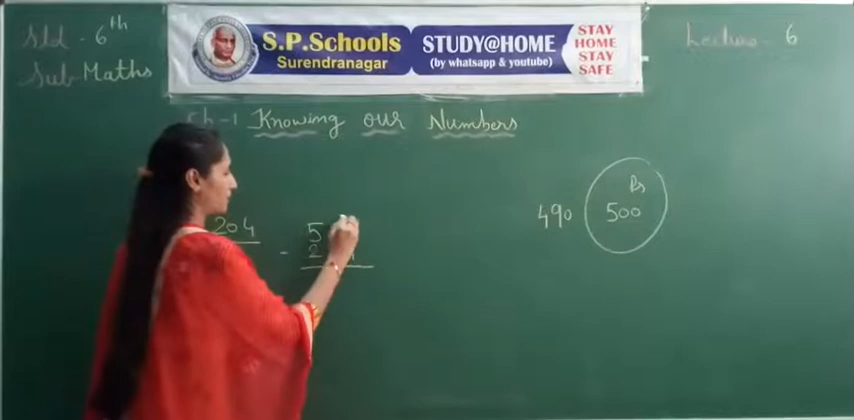 Std - 6th
Sub Maths
S.P.Schools
Surendranagar
STUDY@HOME
(by whatsapp & youtube)
STAY
HOME
STAY
SAFE
Lecture - 6
Ch-1 Knowing our Numbers
204
- 5
2
490
Rs
500